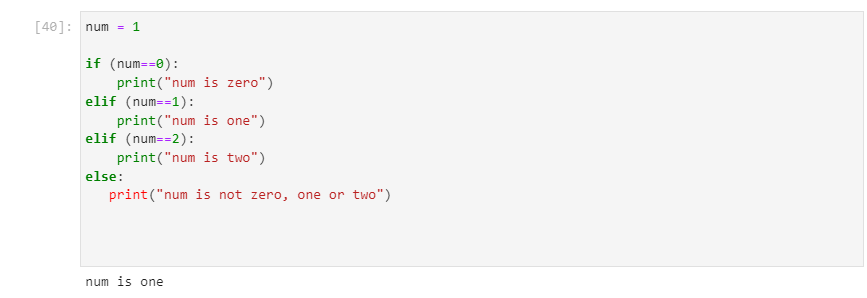 [40]: num = 1
if (num==0):
    print("num is zero")
elif (num==1):
    print("num is one")
elif (num==2):
    print("num is two")
else:
   print("num is not zero, one or two")
num is one